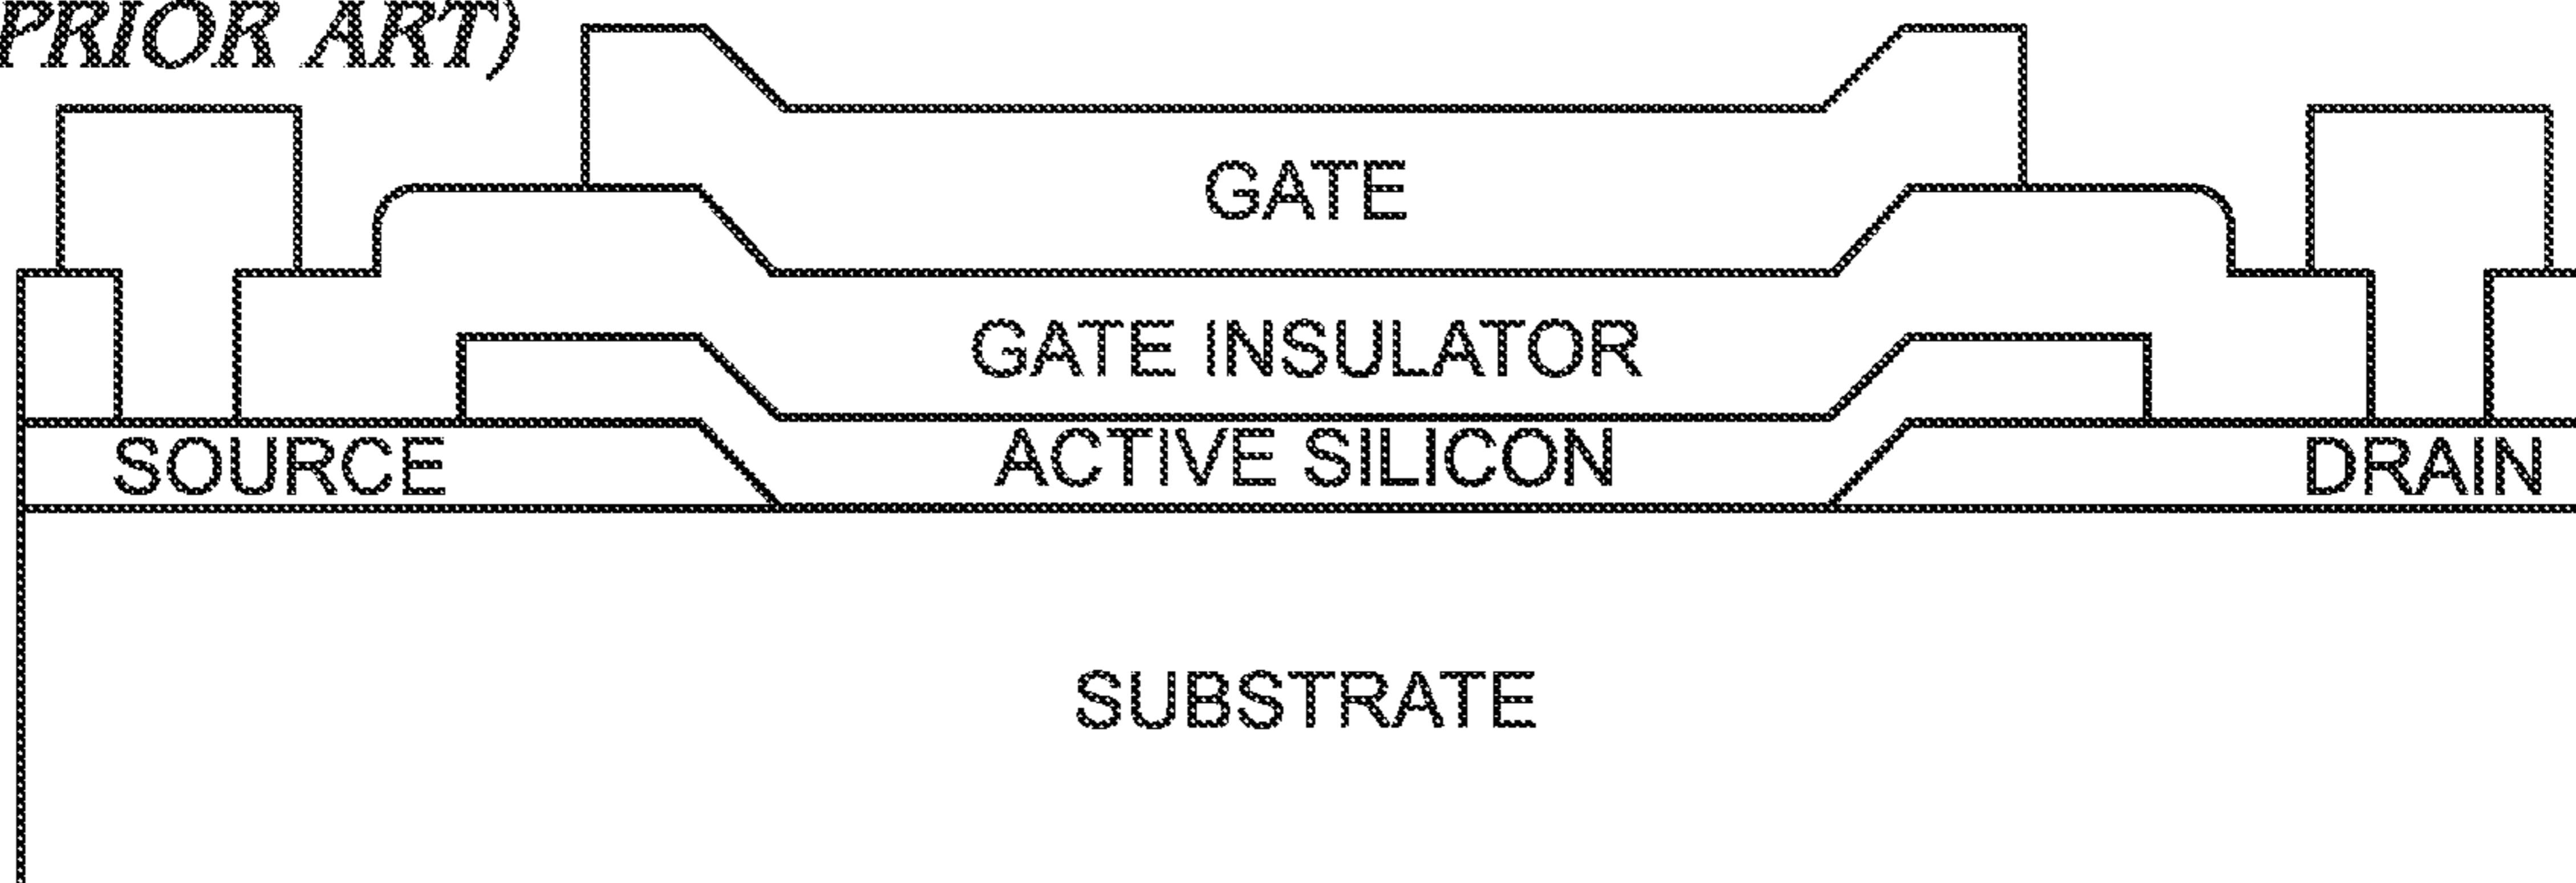 PRIOR ART)
GATE
GATE INSULATOR
ACTIVE SILICON
SOURCE
DRAIN
SUBSTRATE